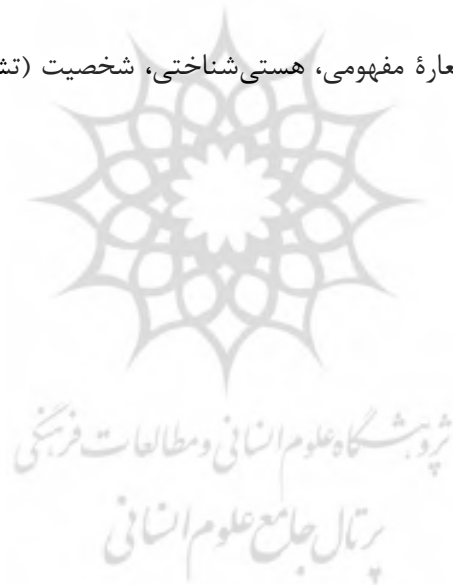 عارهٔ مفهومی، هستی‌شناختی، شخصیت (تش
پژوهشگاه علوم انسانی و مطالعات فرهنگی
پرتال جامع علوم انسانی